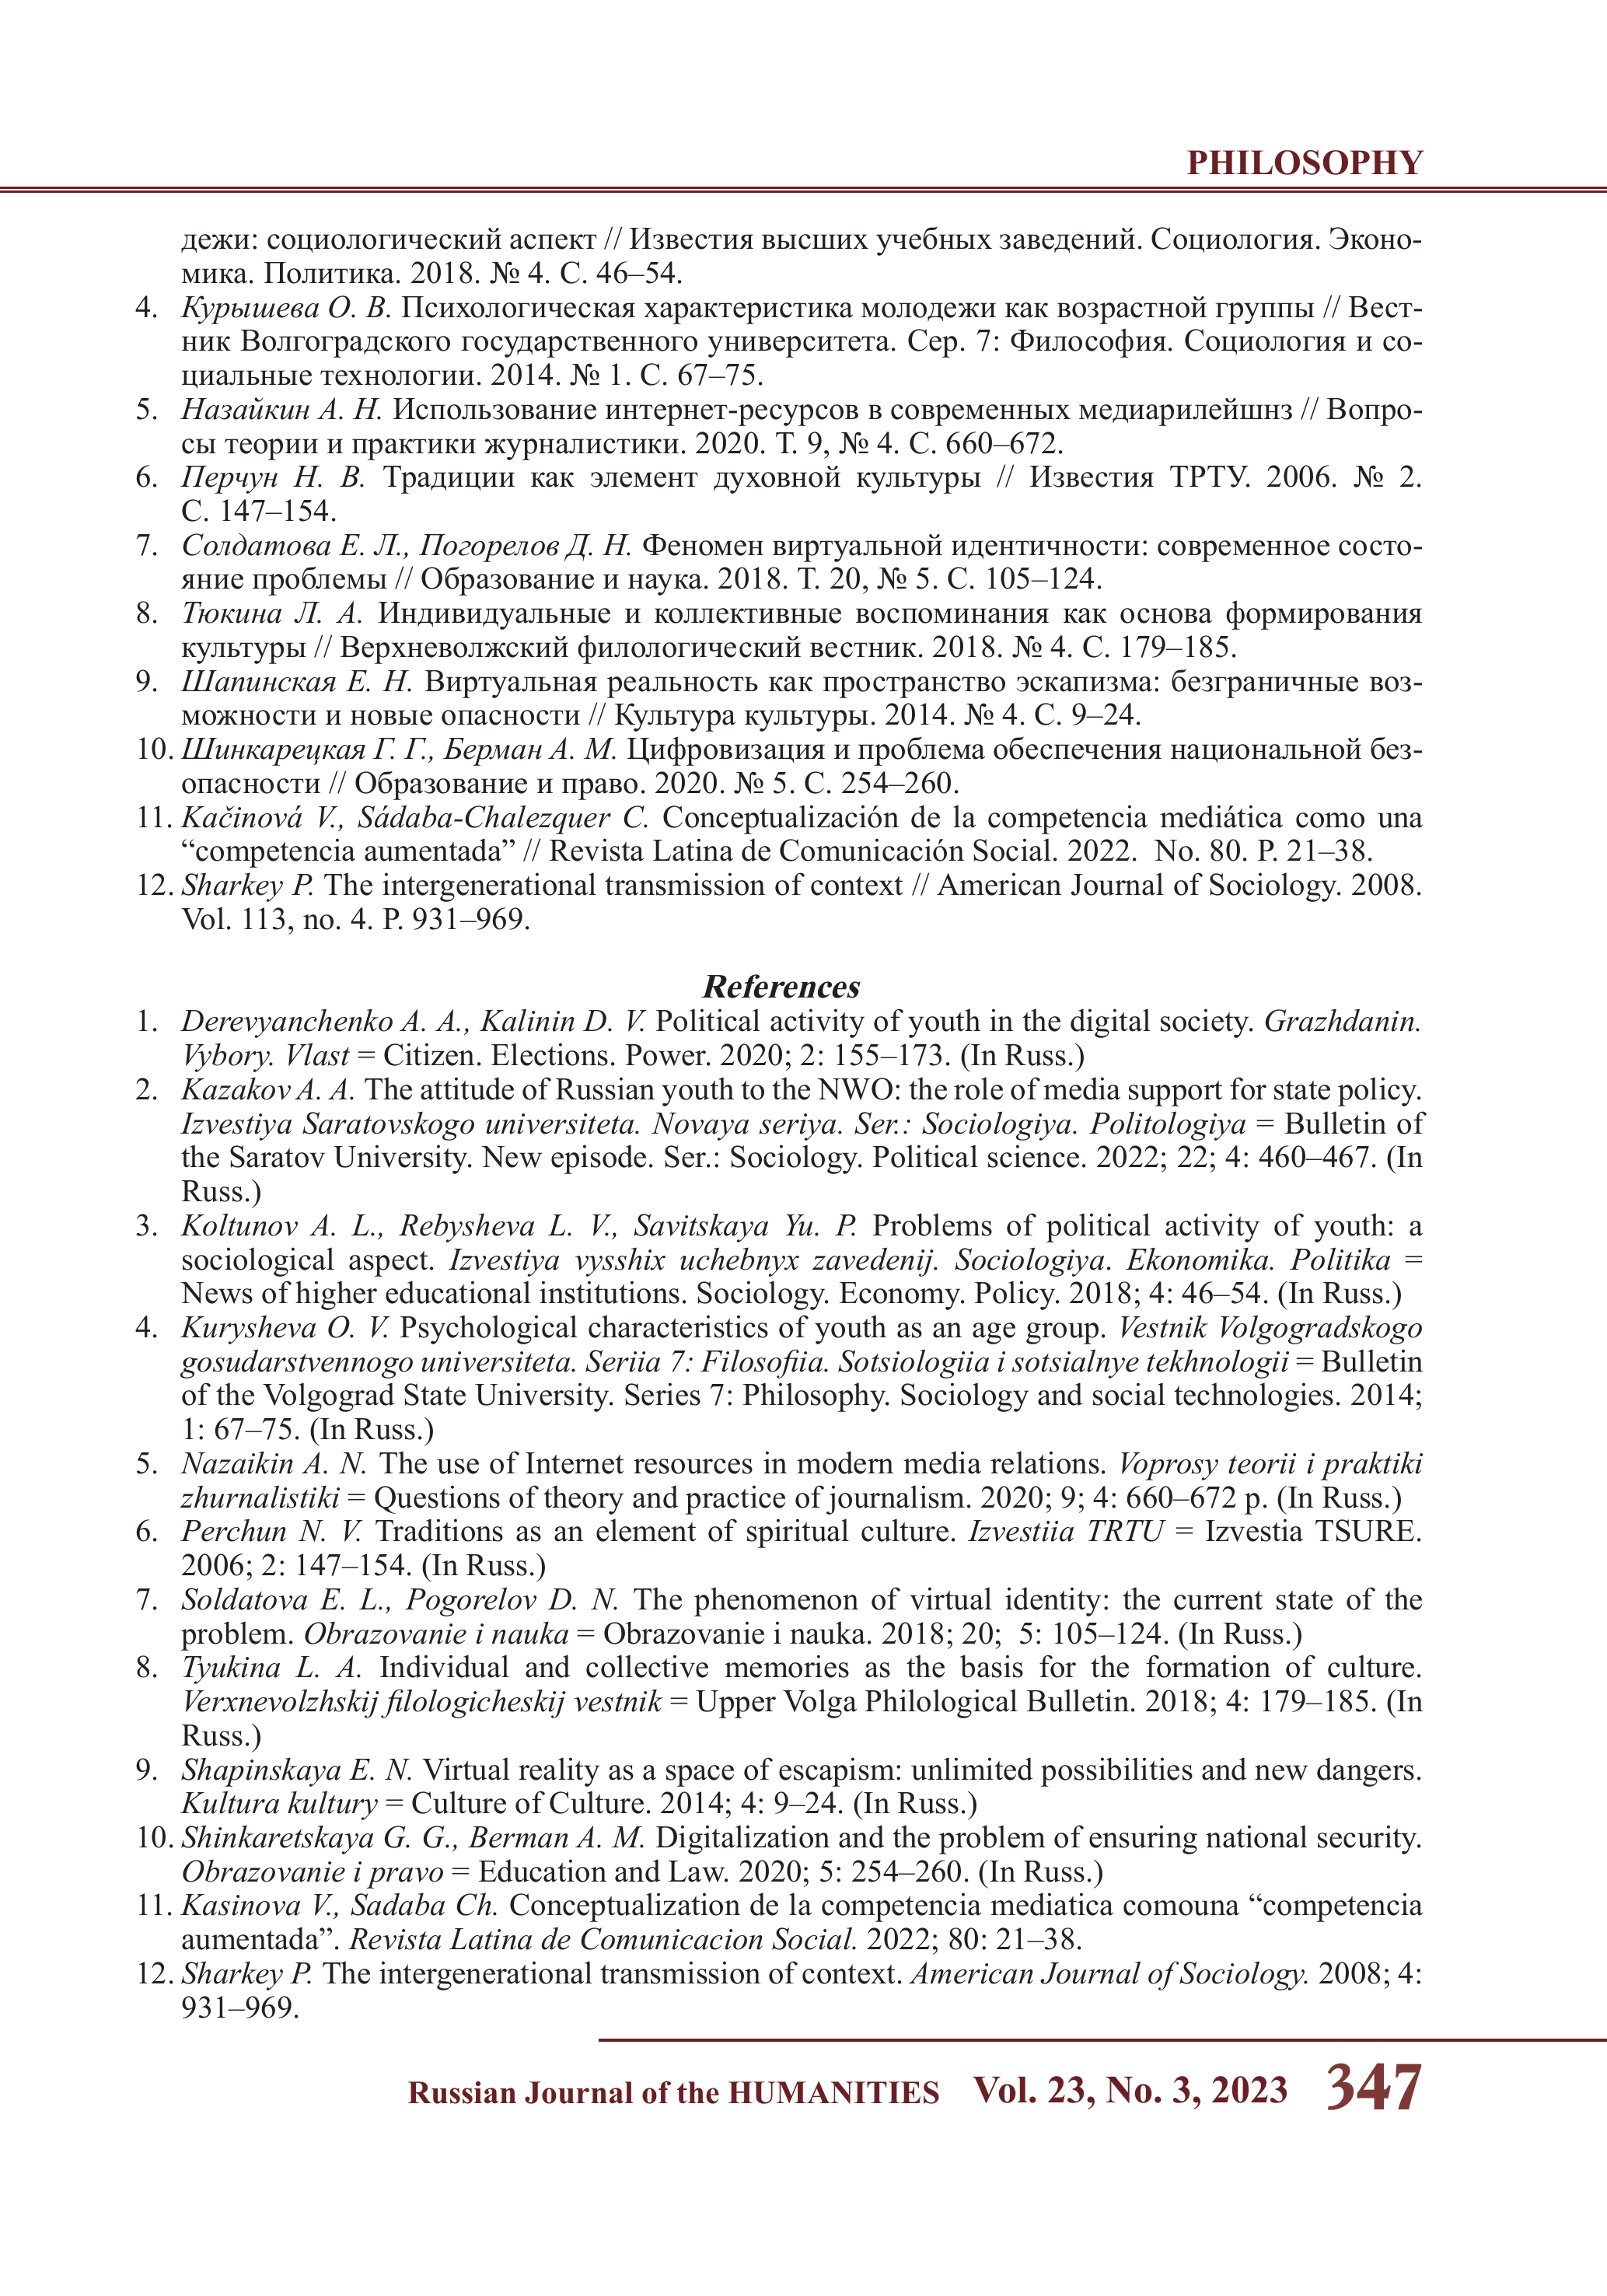 PHILOSOPHY
дежи: социологический аспект // Известия высших учебных заведений. Социология. Эконо-
мика. Политика. 2018. № 4. С. 46–54.
4. Курышева О. В. Психологическая характеристика молодежи как возрастной группы // Вест-
ник Волгоградского государственного университета. Сер. 7: Философия. Социология и со-
циальные технологии. 2014. № 1. С. 67–75.
5. Назайкин А. Н. Использование интернет-ресурсов в современных медиарилейшнз // Вопро-
сы теории и практики журналистики. 2020. Т. 9, № 4. С. 660–672.
6. Перчун Н. В. Традиции как элемент духовной культуры // Известия ТРТУ. 2006. № 2.
С. 147–154.
7. Солдатова Е. Л., Погорелов Д. Н. Феномен виртуальной идентичности: современное состо-
яние проблемы // Образование и наука. 2018. Т. 20, № 5. С. 105–124.
8. Тюкина Л. А. Индивидуальные и коллективные воспоминания как основа формирования
культуры // Верхневолжский филологический вестник. 2018. № 4. С. 179–185.
9. Шапинская Е. Н. Виртуальная реальность как пространство эскапизма: безграничные воз-
можности и новые опасности // Культура культуры. 2014. № 4. С. 9–24.
10. Шинкарецкая Г. Г., Берман А. М. Цифровизация и проблема обеспечения национальной без-
опасности // Образование и право. 2020. № 5. С. 254–260.
11. Kačinová V., Sádaba-Chalezquer C. Conceptualización de la competencia mediática como una
“competencia aumentada” // Revista Latina de Comunicación Social. 2022. No. 80. P. 21–38.
12. Sharkey P. The intergenerational transmission of context // American Journal of Sociology. 2008.
Vol. 113, no. 4. P. 931–969.
References
1. Derevyanchenko A. A., Kalinin D. V. Political activity of youth in the digital society. Grazhdanin.
Vybory. Vlast = Citizen. Elections. Power. 2020; 2: 155–173. (In Russ.)
2. Kazakov A. A. The attitude of Russian youth to the NWO: the role of media support for state policy.
Izvestiya Saratovskogo universiteta. Novaya seriya. Ser.: Sociologiya. Politologiya = Bulletin of
the Saratov University. New episode. Ser.: Sociology. Political science. 2022; 22; 4: 460–467. (In
Russ.)
3. Koltunov A. L., Rebysheva L. V., Savitskaya Yu. P. Problems of political activity of youth: a
sociological aspect. Izvestiya vysshix uchebnyx zavedenij. Sociologiya. Ekonomika. Politika =
News of higher educational institutions. Sociology. Economy. Policy. 2018; 4: 46–54. (In Russ.)
4. Kurysheva O. V. Psychological characteristics of youth as an age group. Vestnik Volgogradskogo
gosudarstvennogo universiteta. Seriia 7: Filosofiia. Sotsiologiia i sotsialnye tekhnologii = Bulletin
of the Volgograd State University. Series 7: Philosophy. Sociology and social technologies. 2014;
1: 67–75. (In Russ.)
5. Nazaikin A. N. The use of Internet resources in modern media relations. Voprosy teorii i praktiki
zhurnalistiki = Questions of theory and practice of journalism. 2020; 9; 4: 660–672 p. (In Russ.)
6. Perchun N. V. Traditions as an element of spiritual culture. Izvestiia TRTU = Izvestia TSURE.
2006; 2: 147–154. (In Russ.)
7. Soldatova E. L., Pogorelov D. N. The phenomenon of virtual identity: the current state of the
problem. Obrazovanie i nauka = Obrazovanie i nauka. 2018; 20; 5: 105–124. (In Russ.)
8. Tyukina L. A. Individual and collective memories as the basis for the formation of culture.
Verxnevolzhskij filologicheskij vestnik = Upper Volga Philological Bulletin. 2018; 4: 179–185. (In
Russ.)
9. Shapinskaya E. N. Virtual reality as a space of escapism: unlimited possibilities and new dangers.
Kultura kultury = Culture of Culture. 2014; 4: 9–24. (In Russ.)
10. Shinkaretskaya G. G., Berman A. M. Digitalization and the problem of ensuring national security.
Obrazovanie i pravo = Education and Law. 2020; 5: 254–260. (In Russ.)
11. Kasinova V., Sadaba Ch. Conceptualization de la competencia mediatica comouna “competencia
aumentada”. Revista Latina de Comunicacion Social. 2022; 80: 21–38.
12. Sharkey P. The intergenerational transmission of context. American Journal of Sociology. 2008; 4:
931–969.
Russian Journal of the HUMANITIES Vol. 23, No. 3, 2023 347